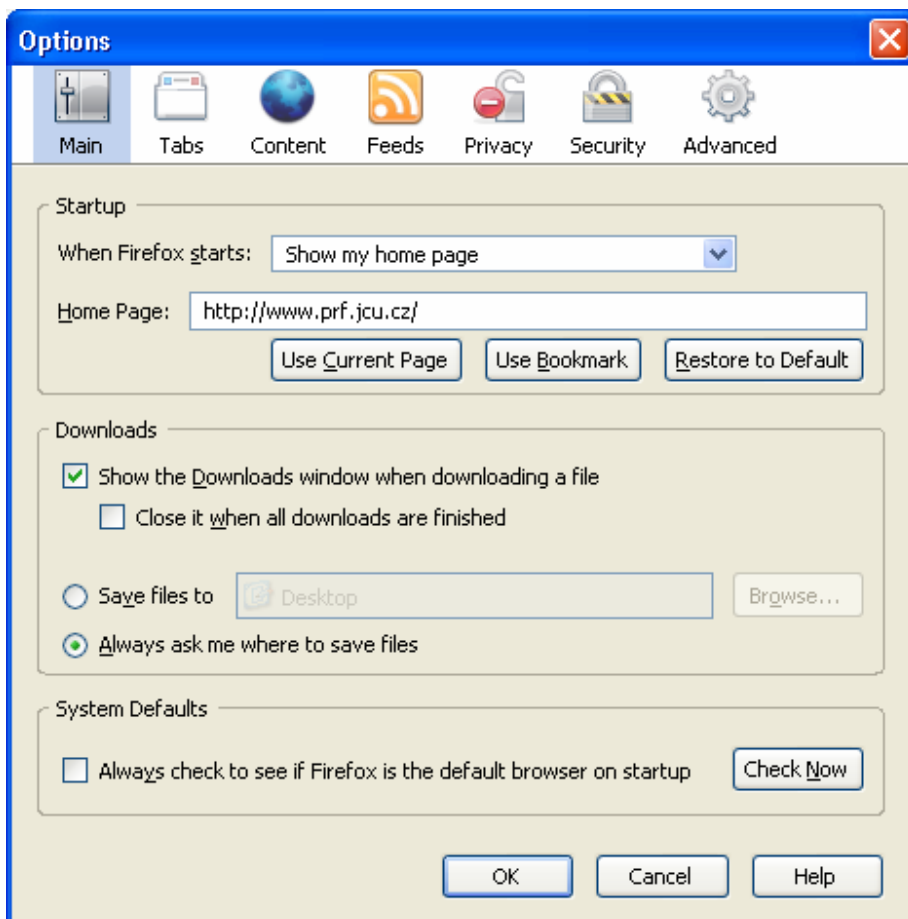 Options
Main Tabs Content Feeds Privacy Security Advanced
Startup
When Firefox starts: Show my home page
Home Page: http://www.prf.jcu.cz/
Use Current Page Use Bookmark Restore to Default
Downloads
Show the Downloads window when downloading a file
Close it when all downloads are finished
Save files to Desktop Browse...
Always ask me where to save files
System Defaults
Always check to see if Firefox is the default browser on startup Check Now
OK Cancel Help